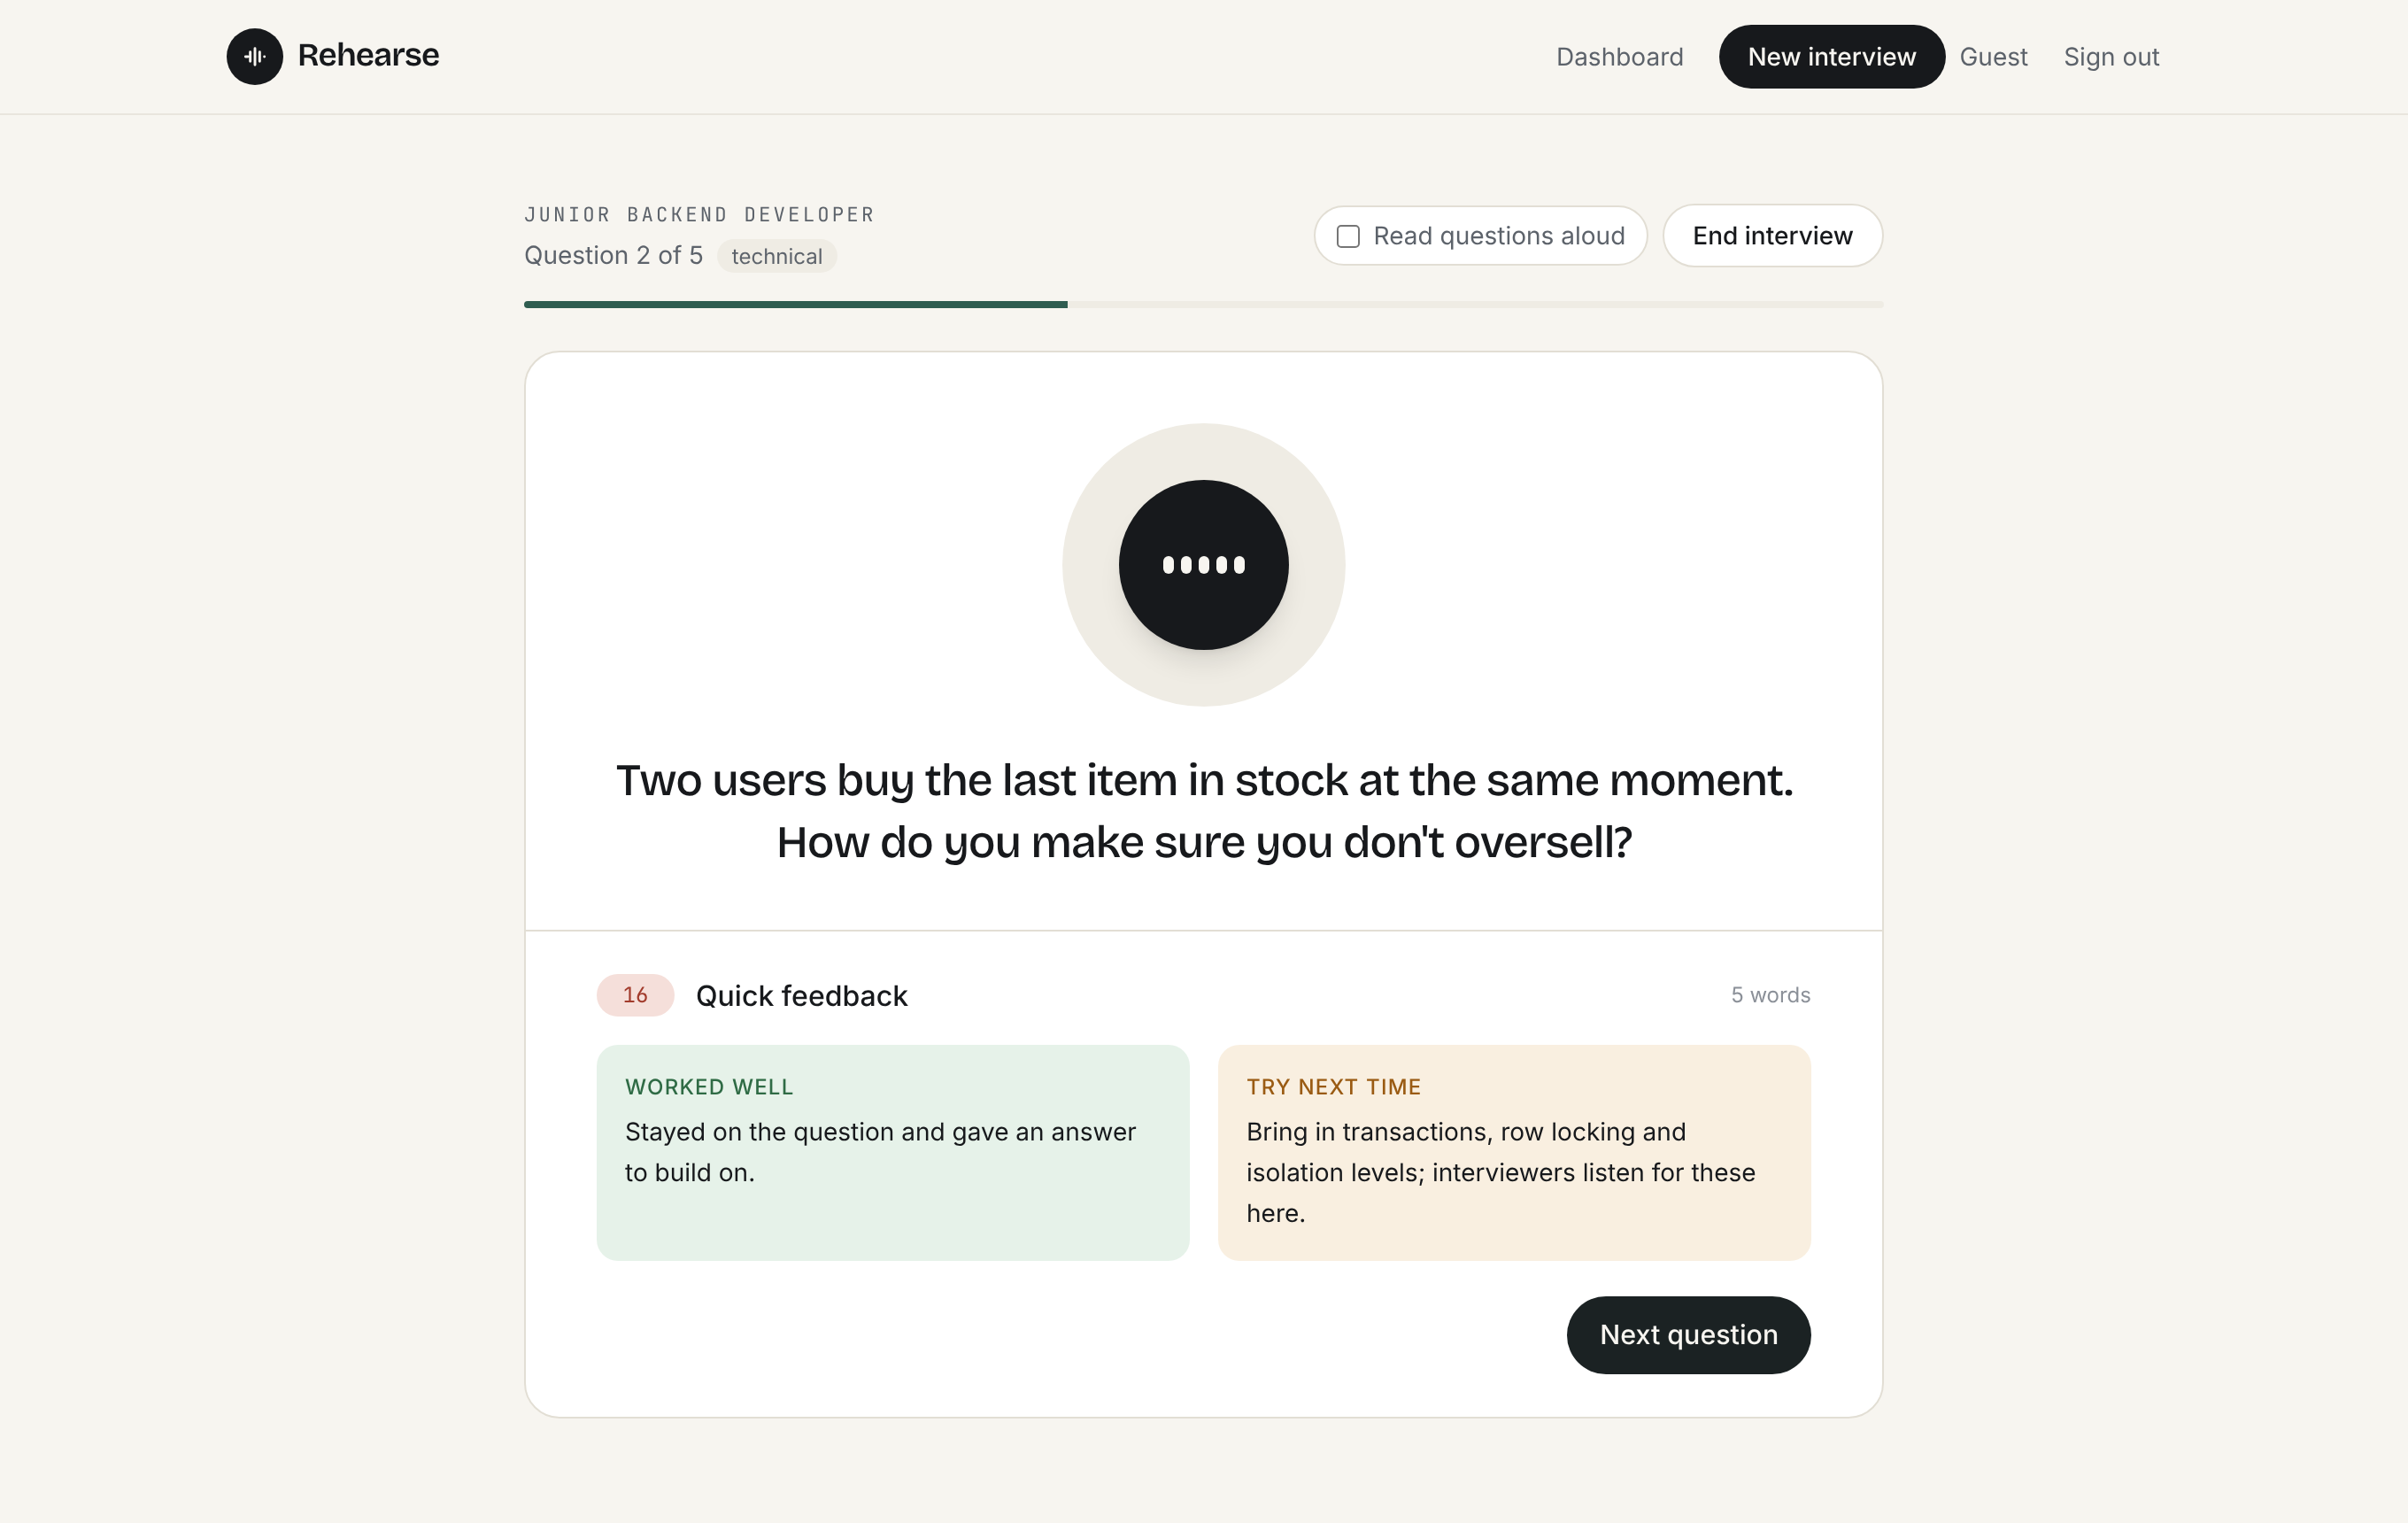 Rehearse
Dashboard
New interview
Guest
Sign out
JUNIOR BACKEND DEVELOPER
Question 2 of 5
technical
Read questions aloud
End interview
Two users buy the last item in stock at the same moment.
How do you make sure you don't oversell?
16
Quick feedback
5 words
WORKED WELL
Stayed on the question and gave an answer
to build on.
TRY NEXT TIME
Bring in transactions, row locking and
isolation levels; interviewers listen for these
here.
Next question